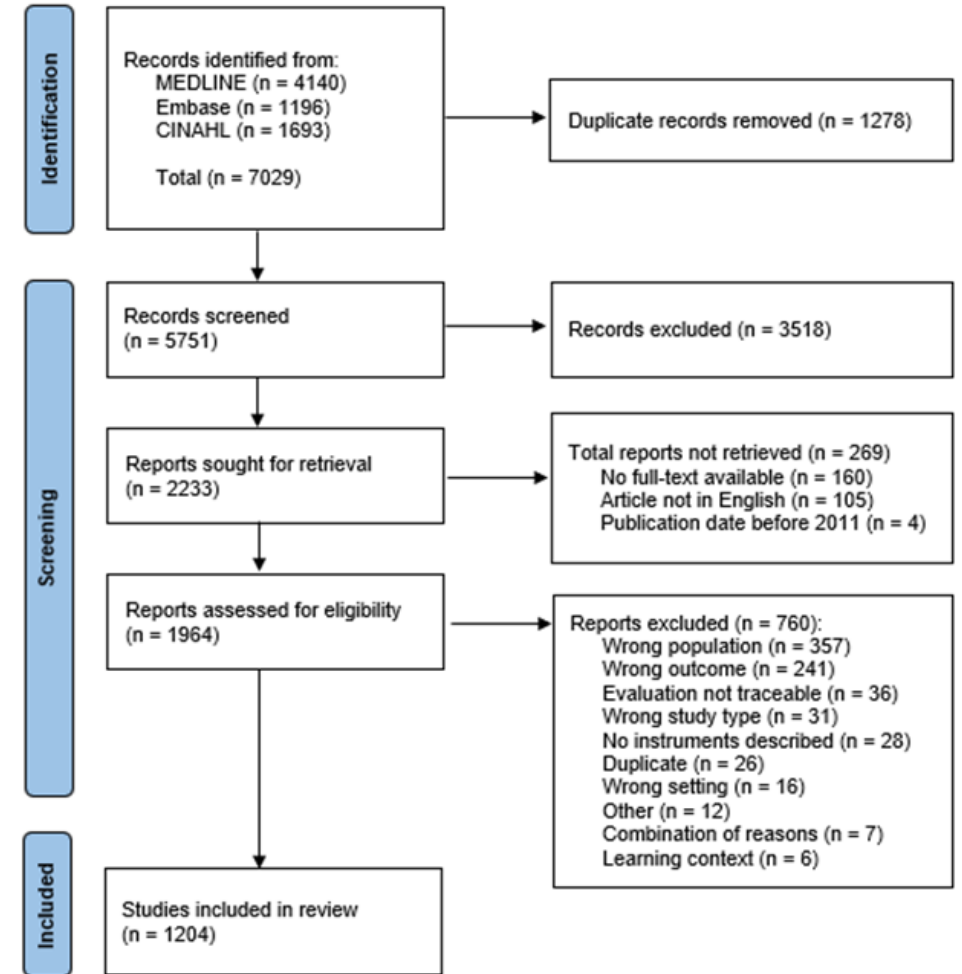 Identification
Records identified from:
MEDLINE (n = 4140)
Embase (n = 1196)
CINAHL (n = 1693)
Total (n = 7029)
Duplicate records removed (n = 1278)
Screening
Records screened
(n = 5751)
Records excluded (n = 3518)
Reports sought for retrieval
(n = 2233)
Total reports not retrieved (n = 269)
No full-text available (n = 160)
Article not in English (n = 105)
Publication date before 2011 (n = 4)
Reports assessed for eligibility
(n = 1964)
Reports excluded (n = 760):
Wrong population (n = 357)
Wrong outcome (n = 241)
Evaluation not traceable (n = 36)
Wrong study type (n = 31)
No instruments described (n = 28)
Duplicate (n = 26)
Wrong setting (n = 16)
Other (n = 12)
Combination of reasons (n = 7)
Learning context (n = 6)
Included
Studies included in review
(n = 1204)